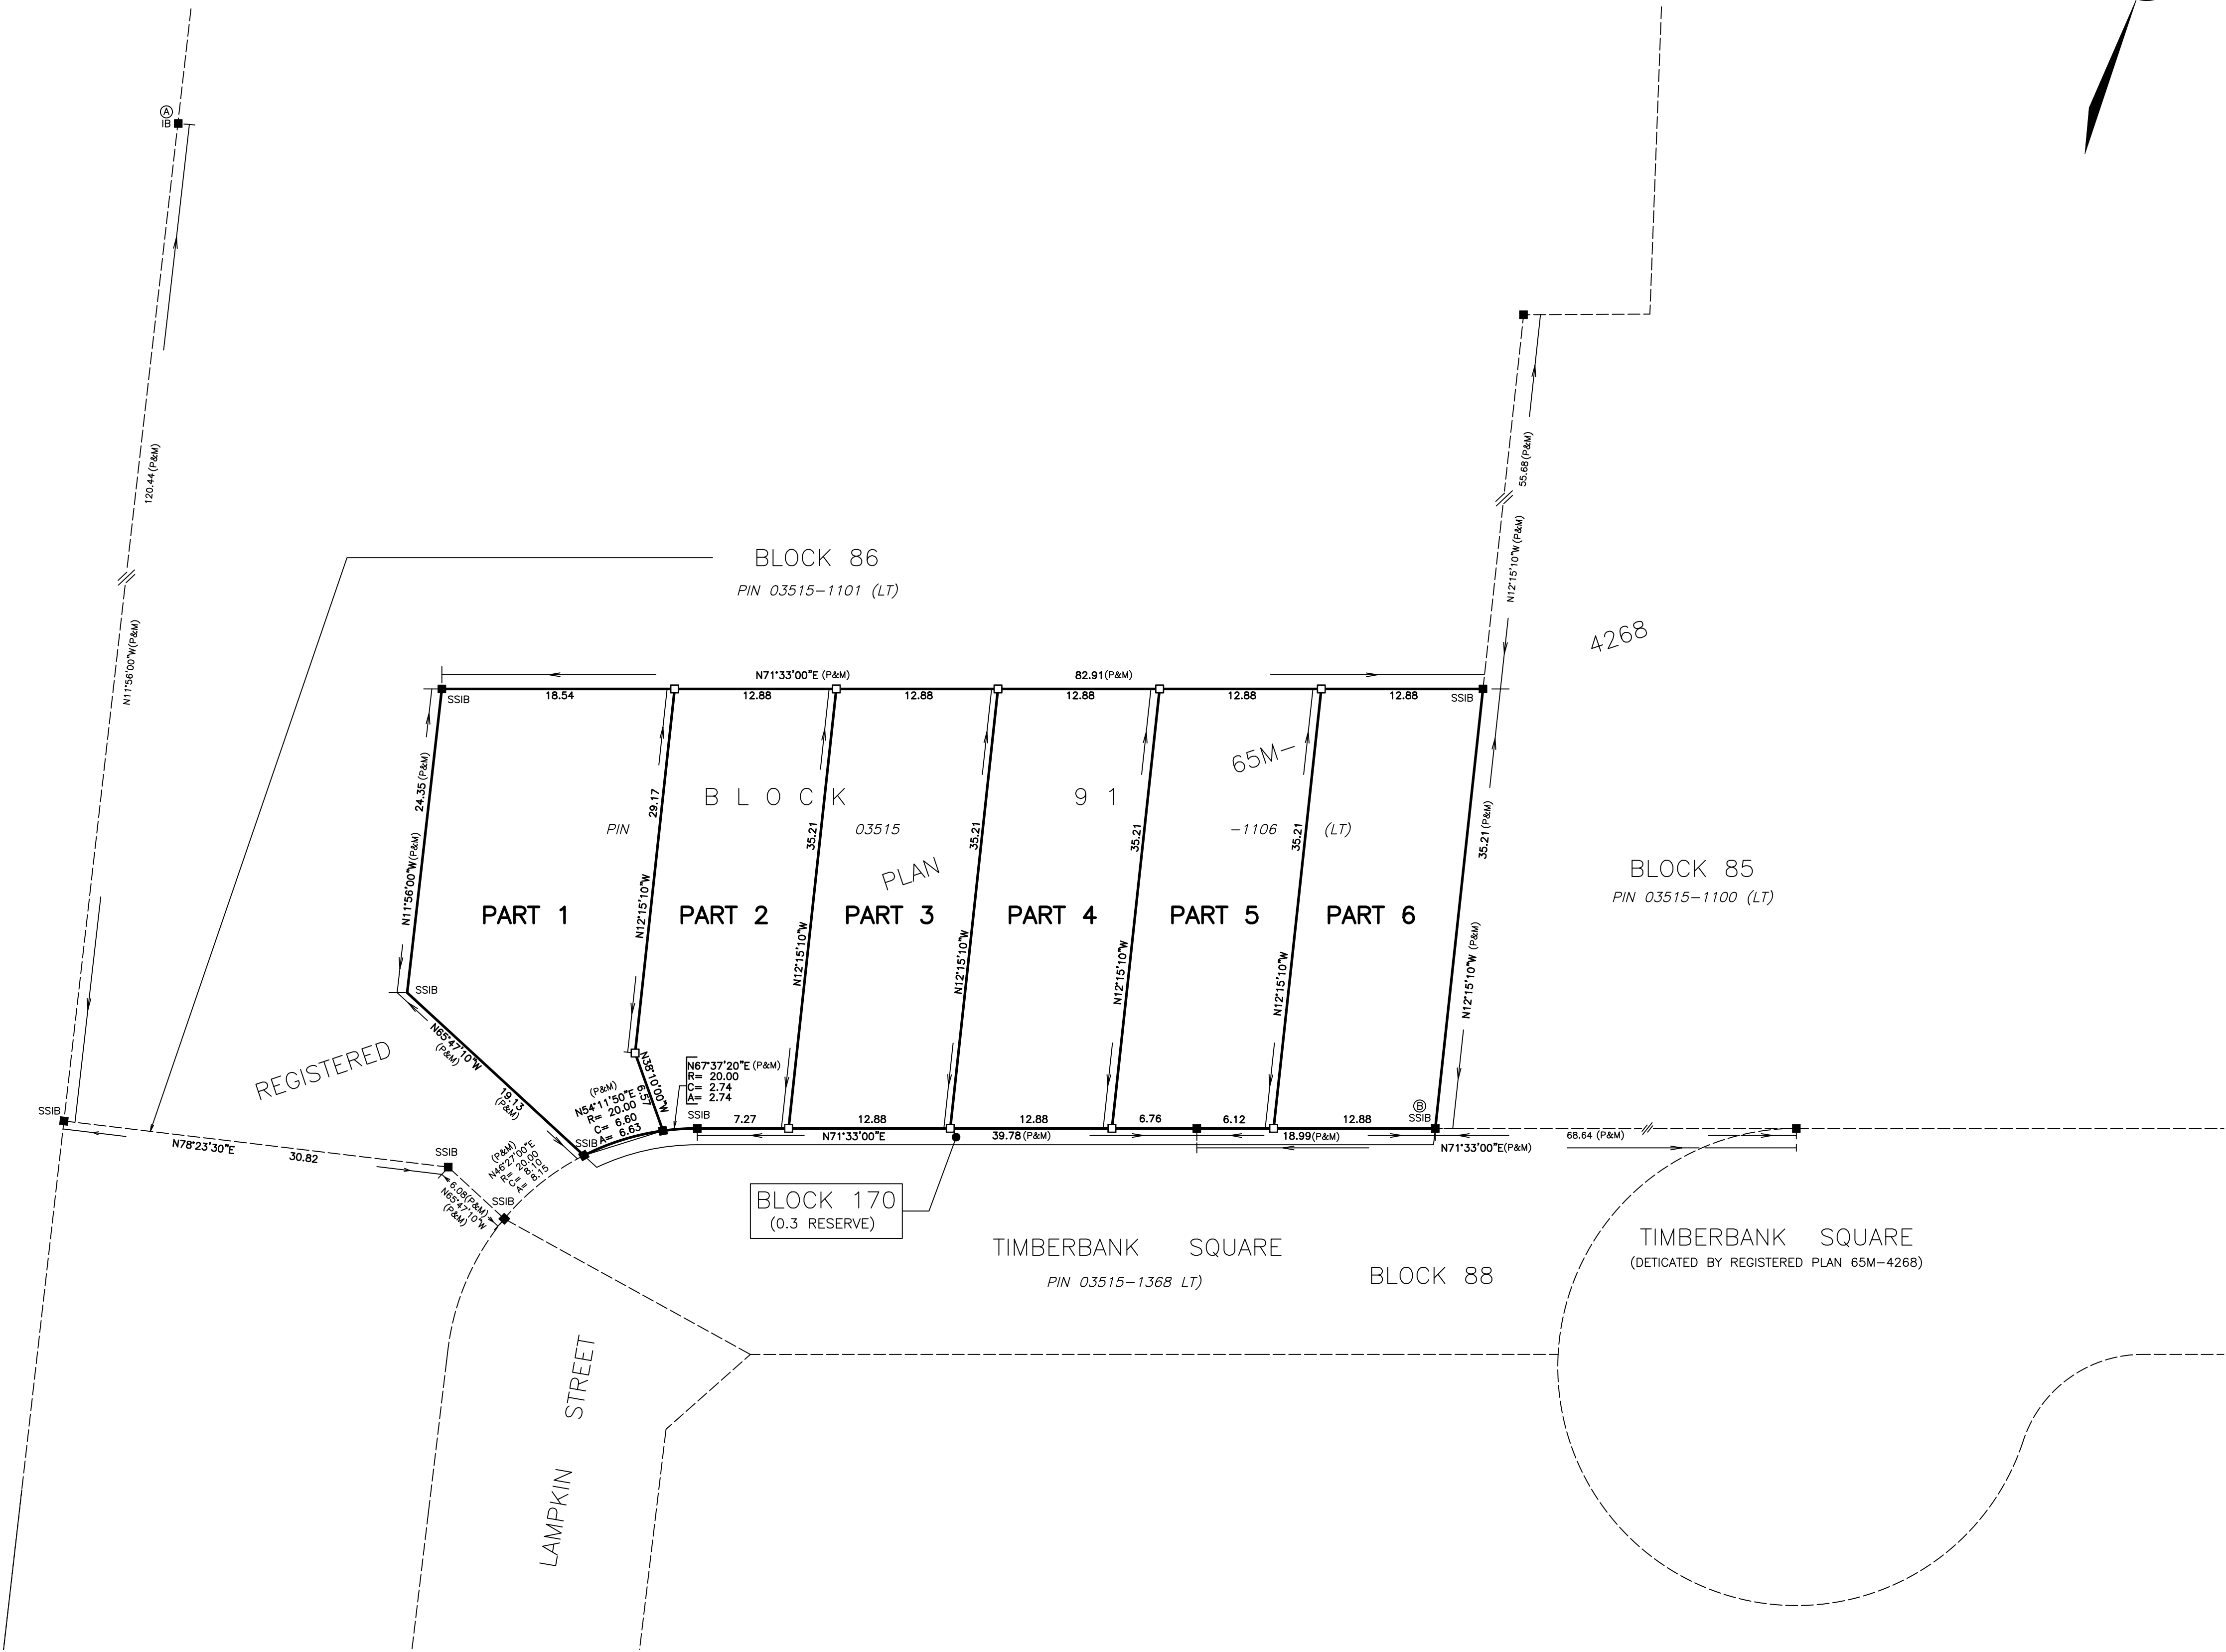 A
IB
120.44 (P&M)
N11°56'00"W(P&M)
55.68 (P&M)
N12°15'10"W (P&M)
BLOCK 86
PIN 03515-1101 (LT)
4268
N71°33'00"E (P&M)
82.91 (P&M)
18.54
12.88
12.88
12.88
12.88
12.88
SSIB
SSIB
24.35 (P&M)
N11°56'00"W(P&M)
29.17
N12°15'10"W
35.21
N12°15'10"W
35.21
N12°15'10"W
35.21
N12°15'10"W
35.21
N12°15'10"W
35.21 (P&M)
N12°15'10"W (P&M)
65M-
BLOCK 91
PIN 03515 -1106 (LT)
PLAN
BLOCK 85
PIN 03515-1100 (LT)
PART 1
PART 2
PART 3
PART 4
PART 5
PART 6
SSIB
N65°47'10"W
(P&M)
19.13
(P&M)
REGISTERED
N38°10'00"W
6.57
N67°37'20"E (P&M)
R= 20.00
C= 2.74
A= 2.74
(P&M)
N54°11'50"E
R= 20.00
C= 6.60
A= 6.63
SSIB
SSIB
7.27
12.88
12.88
6.76
6.12
12.88
B
SSIB
N71°33'00"E
39.78 (P&M)
18.99(P&M)
68.64 (P&M)
N71°33'00"E(P&M)
SSIB
N78°23'30"E
30.82
SSIB
(P&M)
N46°27'00"E
R= 20.00
C= 8.10
A= 8.15
SSIB
6.08(P&M)
N65°47'10"W
(P&M)
BLOCK 170
(0.3 RESERVE)
TIMBERBANK SQUARE
PIN 03515-1368 LT)
BLOCK 88
TIMBERBANK SQUARE
(DETICATED BY REGISTERED PLAN 65M-4268)
LAMPKIN STREET